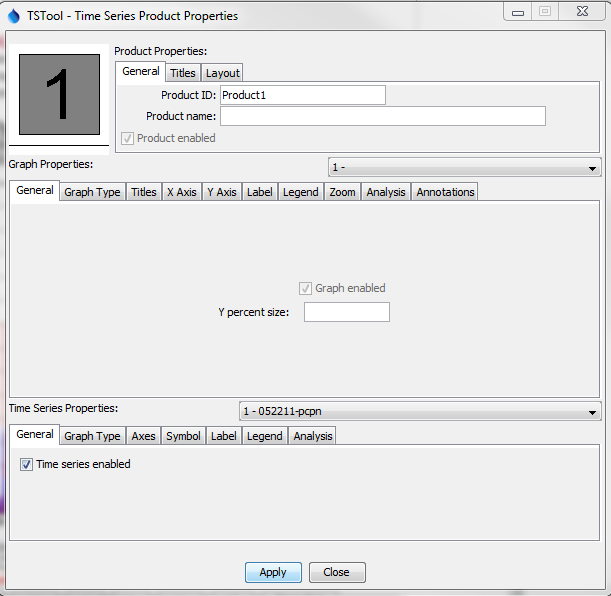 TSTool - Time Series Product Properties
1
Product Properties:
General Titles Layout
Product ID: Product1
Product name:
Product enabled
Graph Properties: 1 -
General Graph Type Titles X Axis Y Axis Label Legend Zoom Analysis Annotations
Graph enabled
Y percent size:
Time Series Properties: 1 - 052211-pcpn
General Graph Type Axes Symbol Label Legend Analysis
Time series enabled
Apply Close